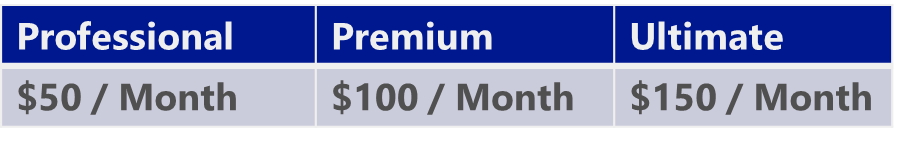 Professional Premium Ultimate
$50 / Month $100 / Month $150 / Month